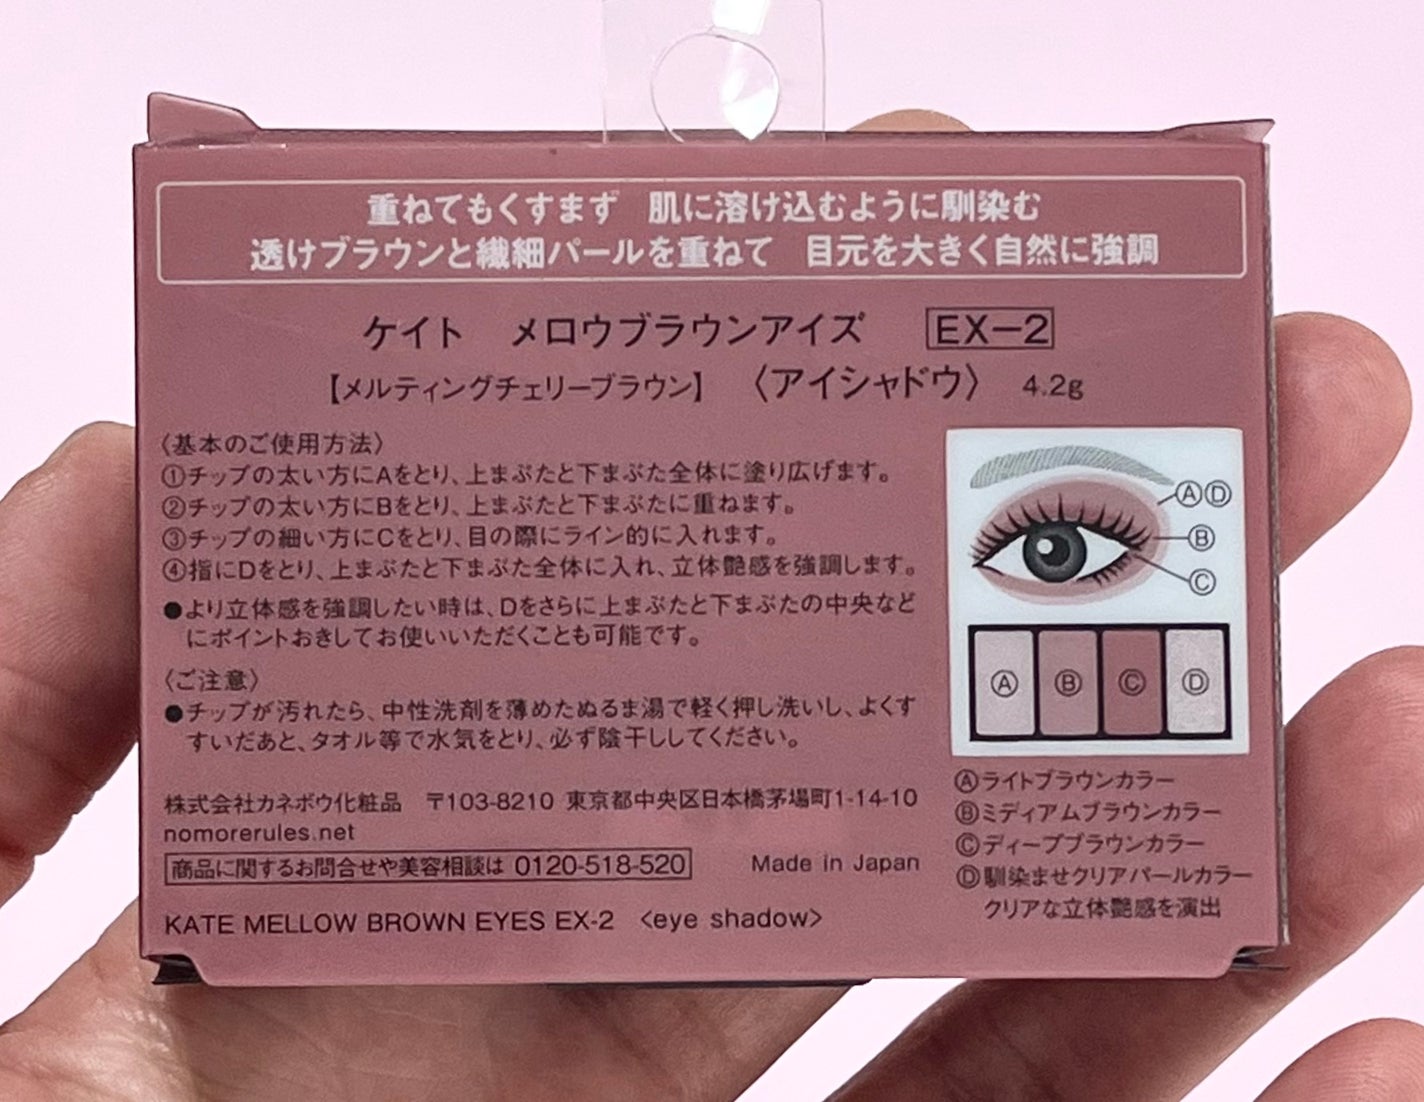 重ねてもくすまず　肌に溶け込むように馴染む
透けブラウンと繊細パールを重ねて　目元を大きく自然に強調
ケイト　メロウブラウンアイズ　EX-2
【メルティングチェリーブラウン】　〈アイシャドウ〉　4.2g
〈基本のご使用方法〉
①チップの太い方にAをとり、上まぶたと下まぶた全体に塗り広げます。
②チップの太い方にBをとり、上まぶたと下まぶたに重ねます。
③チップの細い方にCをとり、目の際にライン的に入れます。
④指にDをとり、上まぶたと下まぶた全体に入れ、立体艶感を強調します。
●より立体感を強調したい時は、Dをさらに上まぶたと下まぶたの中央など
にポイントおきしてお使いいただくことも可能です。
〈ご注意〉
●チップが汚れたら、中性洗剤を薄めたぬるま湯で軽く押し洗いし、よくす
すいだあと、タオル等で水気をとり、必ず陰干ししてください。
株式会社カネボウ化粧品　〒103-8210 東京都中央区日本橋茅場町1-14-10
nomorerules.net
商品に関するお問合せや美容相談は 0120-518-520　Made in Japan
KATE MELLOW BROWN EYES EX-2　<eye shadow>
ⒶⒹ
Ⓑ
Ⓒ
Ⓐ Ⓑ Ⓒ Ⓓ
Ⓐライトブラウンカラー
Ⓑミディアムブラウンカラー
Ⓒディープブラウンカラー
Ⓓ馴染ませクリアパールカラー
クリアな立体艶感を演出